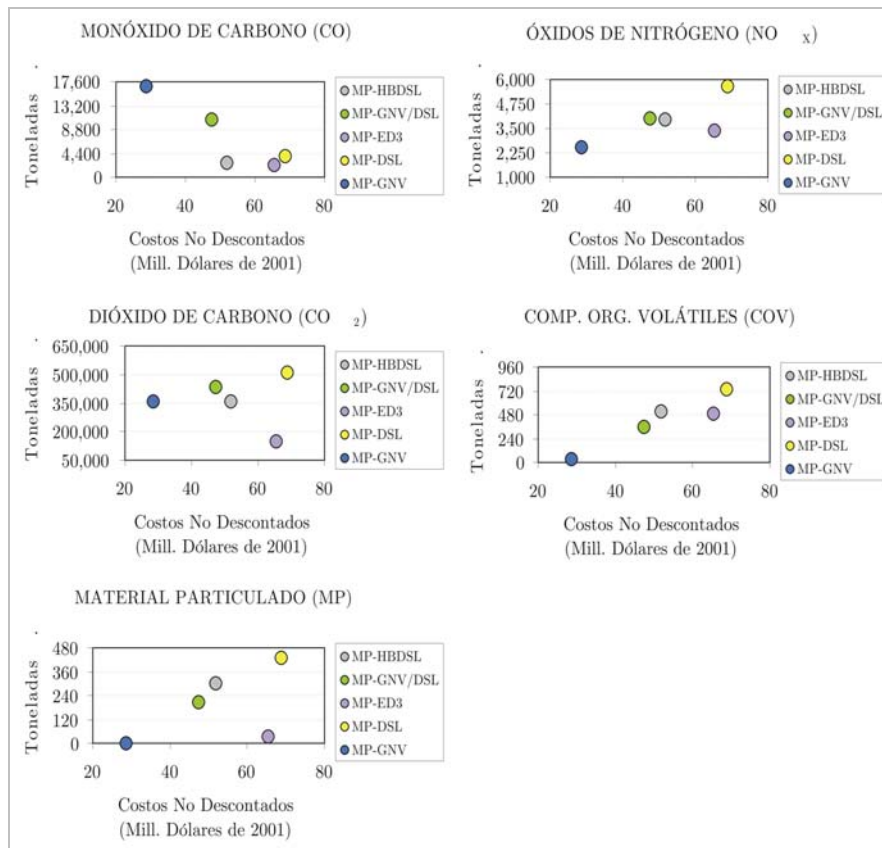 MONÓXIDO DE CARBONO (CO)
Toneladas
17,600
13,200
8,800
4,400
0
20 40 60 80
Costos No Descontados
(Mill. Dólares de 2001)
MP-HBDSL
MP-GNV/DSL
MP-ED3
MP-DSL
MP-GNV
ÓXIDOS DE NITRÓGENO (NO X)
Toneladas
6,000
4,750
3,500
2,250
1,000
20 40 60 80
Costos No Descontados
(Mill. Dólares de 2001)
MP-HBDSL
MP-GNV/DSL
MP-ED3
MP-DSL
MP-GNV
DIÓXIDO DE CARBONO (CO 2)
Toneladas
650,000
500,000
350,000
200,000
50,000
20 40 60 80
Costos No Descontados
(Mill. Dólares de 2001)
MP-HBDSL
MP-GNV/DSL
MP-ED3
MP-DSL
MP-GNV
COMP. ORG. VOLÁTILES (COV)
Toneladas
960
720
480
240
0
20 40 60 80
Costos No Descontados
(Mill. Dólares de 2001)
MP-HBDSL
MP-GNV/DSL
MP-ED3
MP-DSL
MP-GNV
MATERIAL PARTICULADO (MP)
Toneladas
480
360
240
120
0
20 40 60 80
Costos No Descontados
(Mill. Dólares de 2001)
MP-HBDSL
MP-GNV/DSL
MP-ED3
MP-DSL
MP-GNV